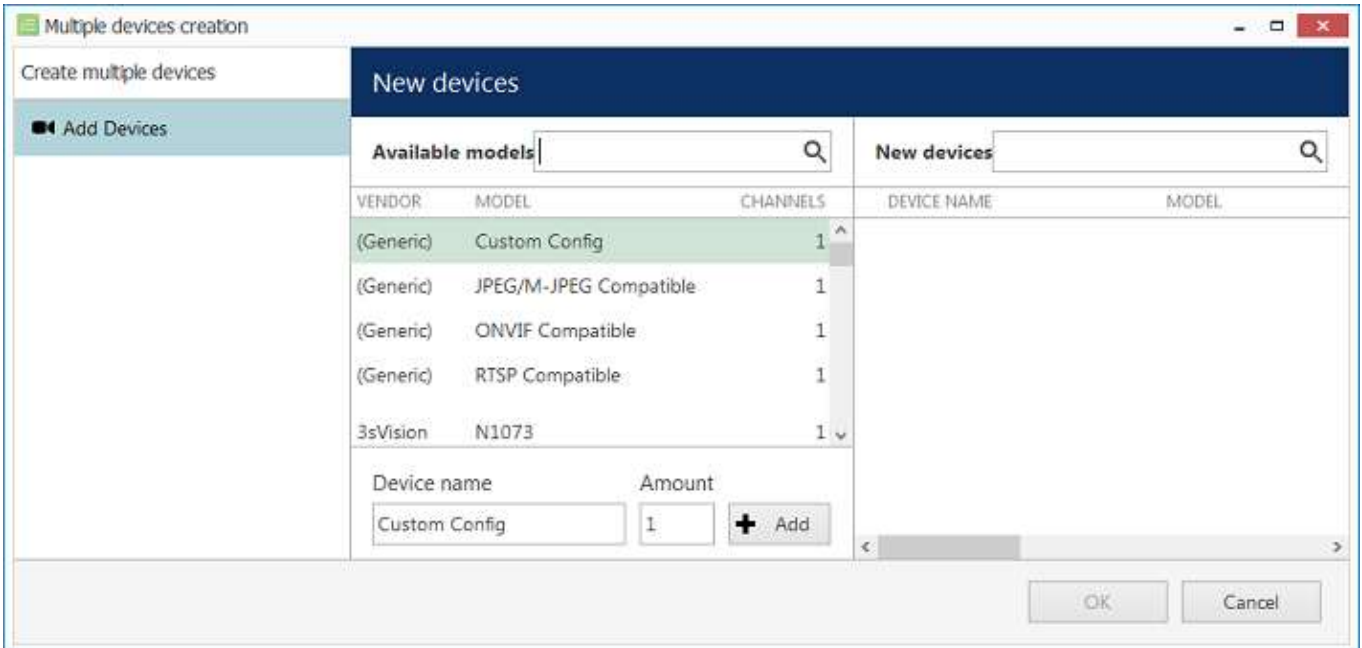 Multiple devices creation
Create multiple devices
Add Devices
New devices
Available models
New devices
VENDOR MODEL CHANNELS
DEVICE NAME MODEL
(Generic) Custom Config 1
(Generic) JPEG/M-JPEG Compatible 1
(Generic) ONVIF Compatible 1
(Generic) RTSP Compatible 1
3sVision N1073 1
Device name Amount
Custom Config 1 Add
OK Cancel